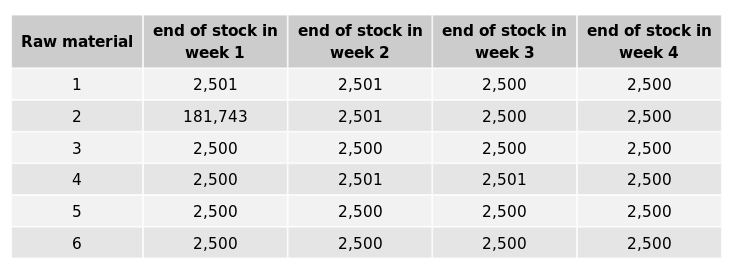 Raw material end of stock in week 1 end of stock in week 2 end of stock in week 3 end of stock in week 4
1 2,501 2,501 2,500 2,500
2 181,743 2,501 2,500 2,500
3 2,500 2,500 2,500 2,500
4 2,500 2,501 2,501 2,500
5 2,500 2,500 2,500 2,500
6 2,500 2,500 2,500 2,500